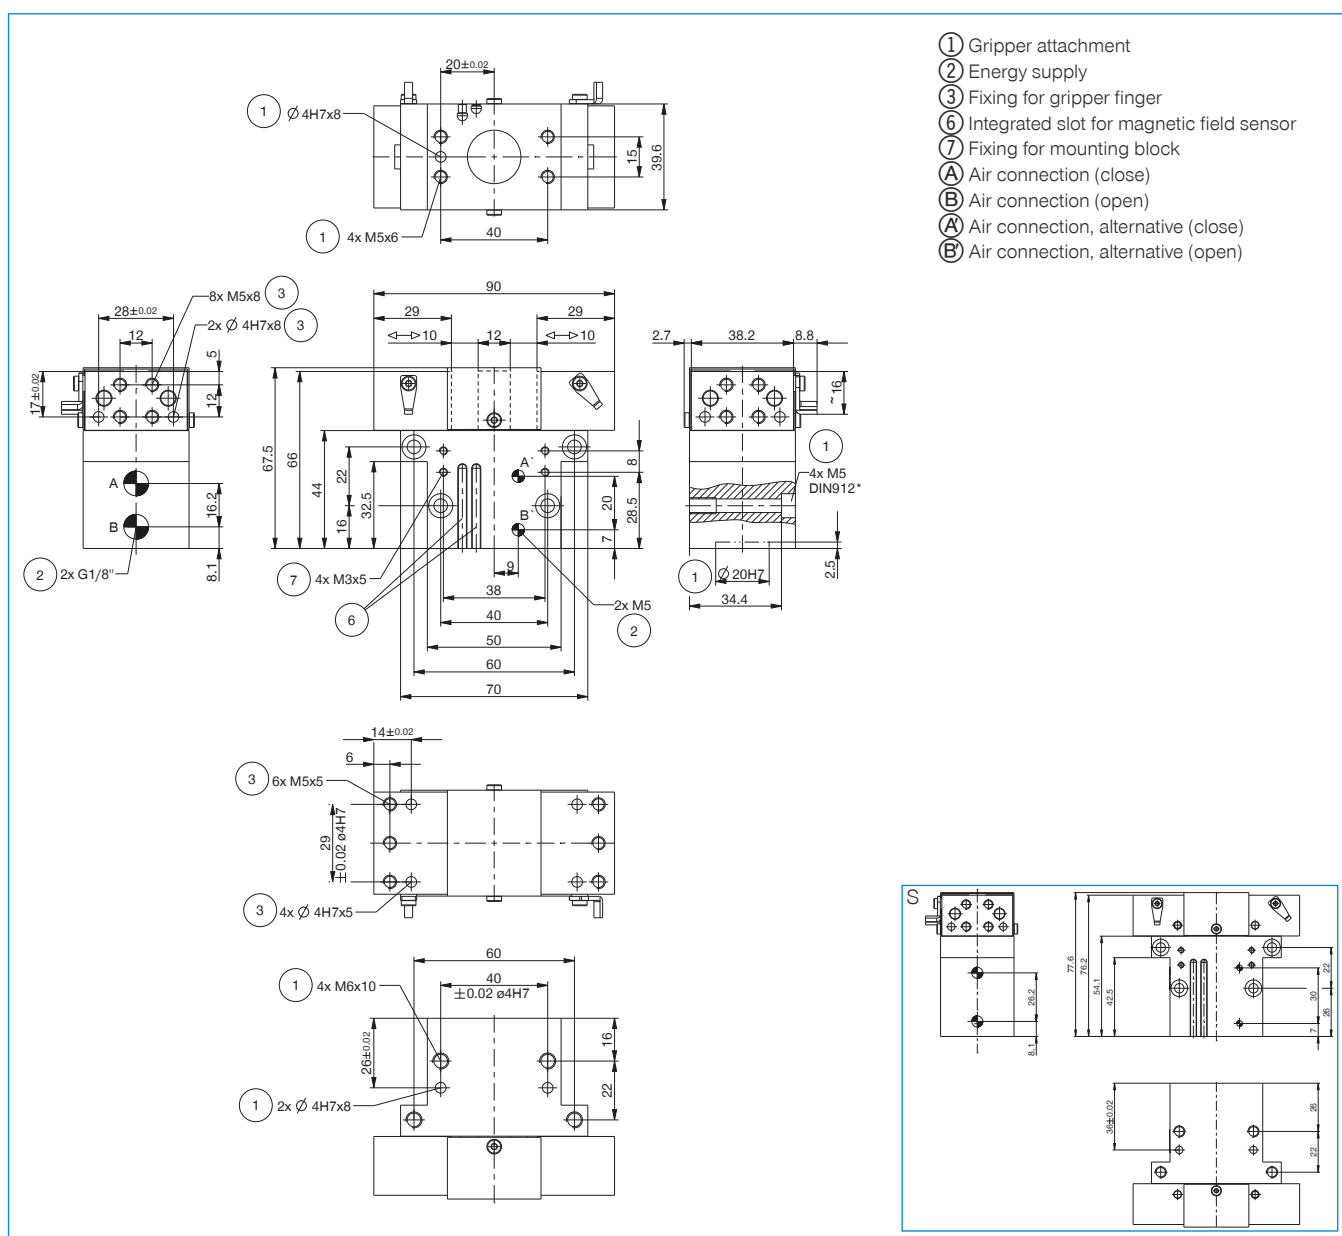 ① Gripper attachment
② Energy supply
③ Fixing for gripper finger
⑥ Integrated slot for magnetic field sensor
⑦ Fixing for mounting block
Ⓐ Air connection (close)
Ⓑ Air connection (open)
A' Air connection, alternative (close)
B' Air connection, alternative (open)
20±0.02
1 Ø 4H7x8
15
39.6
1 4x M5x6
40
8x M5x8 3
28±0.02
2x Ø 4H7x8 3
12
5
17±0.02
12
A
B
16.2
8.1
2 2x G1/8"
90
29
29
10
12
10
67.5
66
44
32.5
22
16
A`
B`
8
20
28.5
7
9
7 4x M3x5
6
38
40
50
60
70
2x M5
2
2.7
38.2
8.8
~16
1
4x M5
DIN912*
1 Ø 20H7
2.5
34.4
14±0.02
6
3 6x M5x5
29
±0.02 ø4H7
3 4x Ø 4H7x5
60
1 4x M6x10
40
±0.02 ø4H7
26±0.02
16
22
1 2x Ø 4H7x8
S
26.2
8.1
77.6
76.2
54.1
42.5
22
30
26
7
36±0.02
26
22